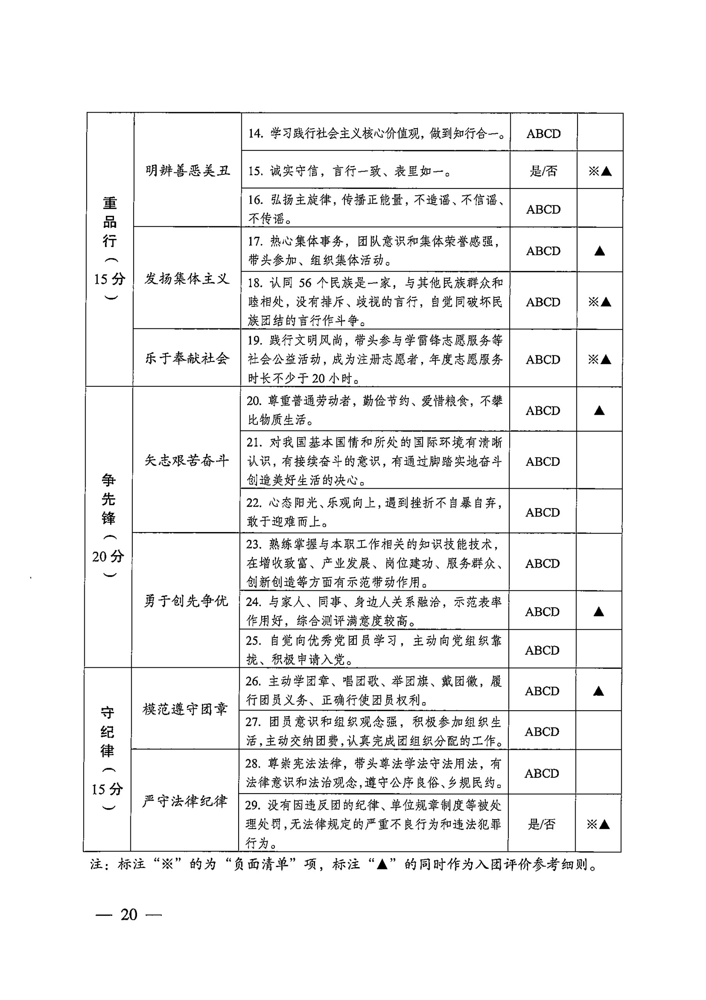 重
品
行
（
15 分
）
明辨善恶美丑
14. 学习践行社会主义核心价值观，做到知行合一。
ABCD
15. 诚实守信，言行一致、表里如一。
是/否
※▲
16. 弘扬主旋律，传播正能量，不造谣、不信谣、
不传谣。
ABCD
发扬集体主义
17. 热心集体事务，团队意识和集体荣誉感强，
带头参加、组织集体活动。
ABCD
▲
18. 认同 56 个民族是一家，与其他民族群众和
睦相处，没有排斥、歧视的言行，自觉同破坏民
族团结的言行作斗争。
ABCD
※▲
乐于奉献社会
19. 践行文明风尚，带头参与学雷锋志愿服务等
社会公益活动，成为注册志愿者，年度志愿服务
时长不少于 20 小时。
ABCD
※▲
争
先
锋
（
20 分
）
矢志艰苦奋斗
20. 尊重普通劳动者，勤俭节约、爱惜粮食，不攀
比物质生活。
ABCD
▲
21. 对我国基本国情和所处的国际环境有清晰
认识，有接续奋斗的意识，有通过脚踏实地奋斗
创造美好生活的决心。
ABCD
22. 心态阳光、乐观向上，遇到挫折不自暴自弃，
敢于迎难而上。
ABCD
勇于创先争优
23. 熟练掌握与本职工作相关的知识技能技术，
在增收致富、产业发展、岗位建功、服务群众、
创新创造等方面有示范带动作用。
ABCD
24. 与家人、同事、身边人关系融洽，示范表率
作用好，综合测评满意度较高。
ABCD
▲
25. 自觉向优秀党团员学习，主动向党组织靠
拢、积极申请入党。
ABCD
守
纪
律
（
15 分
）
模范遵守团章
26. 主动学团章、唱团歌、举团旗、戴团徽，履
行团员义务、正确行使团员权利。
ABCD
▲
27. 团员意识和组织观念强，积极参加组织生
活，主动交纳团费，认真完成团组织分配的工作。
ABCD
严守法律纪律
28. 尊崇宪法法律，带头尊法学法守法用法，有
法律意识和法治观念，遵守公序良俗、乡规民约。
ABCD
29. 没有因违反团的纪律、单位规章制度等被处
理处罚，无法律规定的严重不良行为和违法犯罪
行为。
是/否
※▲
注：标注“※”的为“负面清单”项，标注“▲”的同时作为入团评价参考细则。
— 20 —